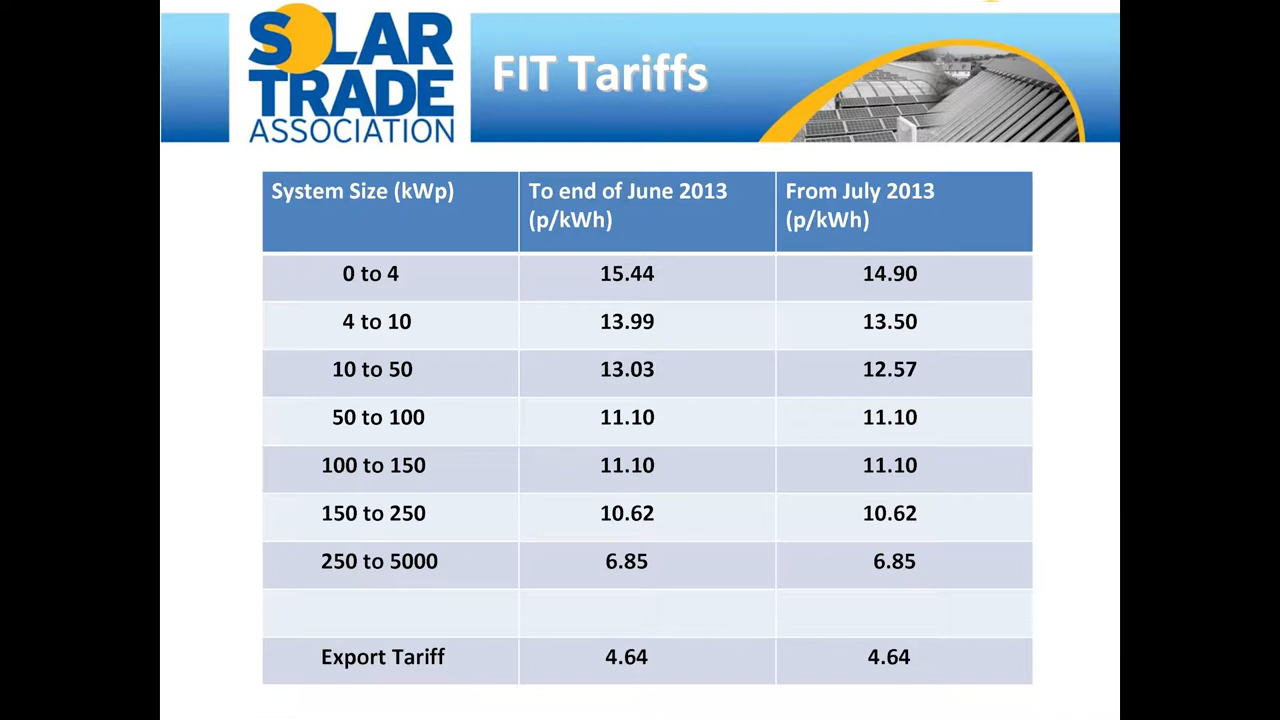 SOLAR
TRADE
ASSOCIATION
FIT Tariffs
System Size (kWp) To end of June 2013 From July 2013
(p/kWh) (p/kWh)
0 to 4 15.44 14.90
4 to 10 13.99 13.50
10 to 50 13.03 12.57
50 to 100 11.10 11.10
100 to 150 11.10 11.10
150 to 250 10.62 10.62
250 to 5000 6.85 6.85
Export Tariff 4.64 4.64